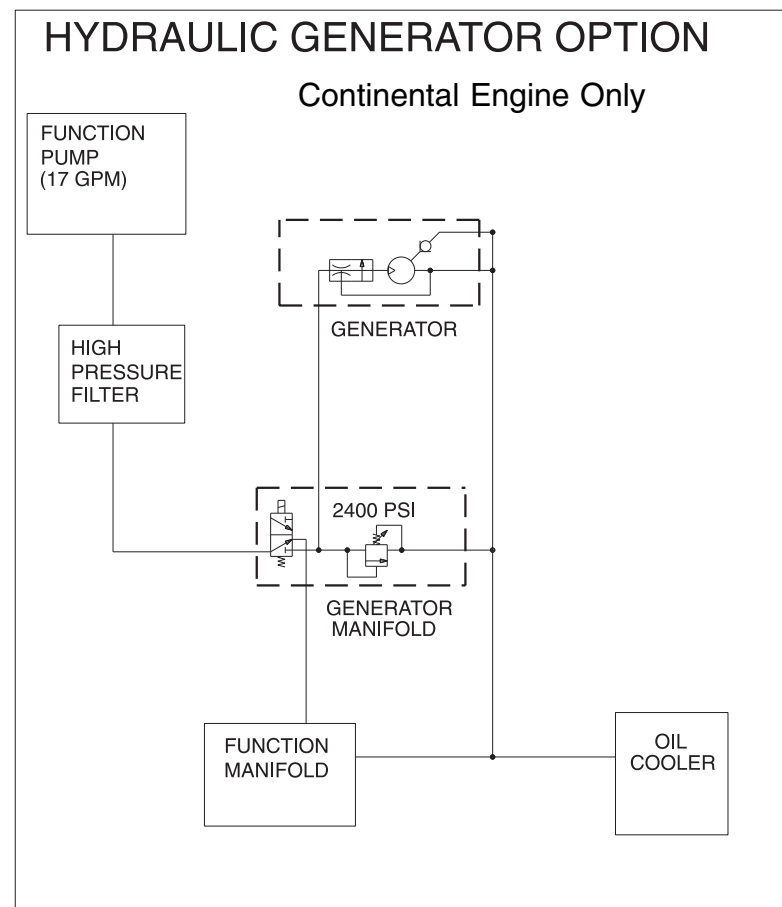 HYDRAULIC GENERATOR OPTION
Continental Engine Only
FUNCTION
PUMP
(17 GPM)
GENERATOR
HIGH
PRESSURE
FILTER
2400 PSI
GENERATOR
MANIFOLD
FUNCTION
MANIFOLD
OIL
COOLER